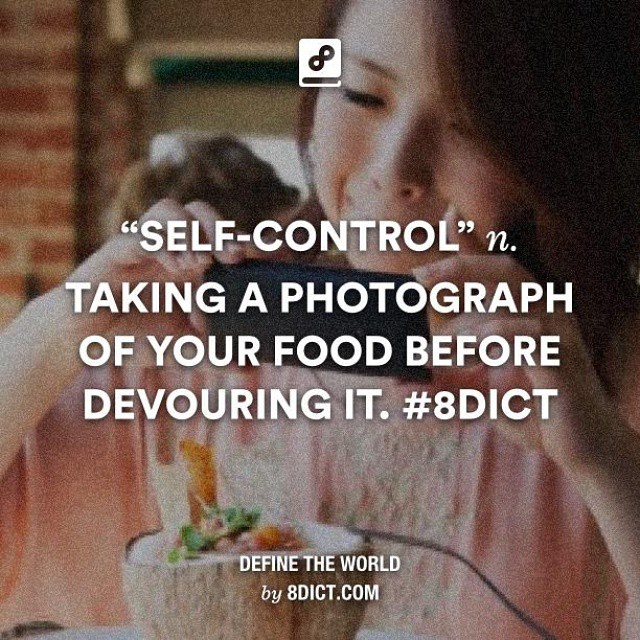 “SELF-CONTROL” n.
TAKING A PHOTOGRAPH
OF YOUR FOOD BEFORE
DEVOURING IT. #8DICT
DEFINE THE WORLD
by 8DICT.COM